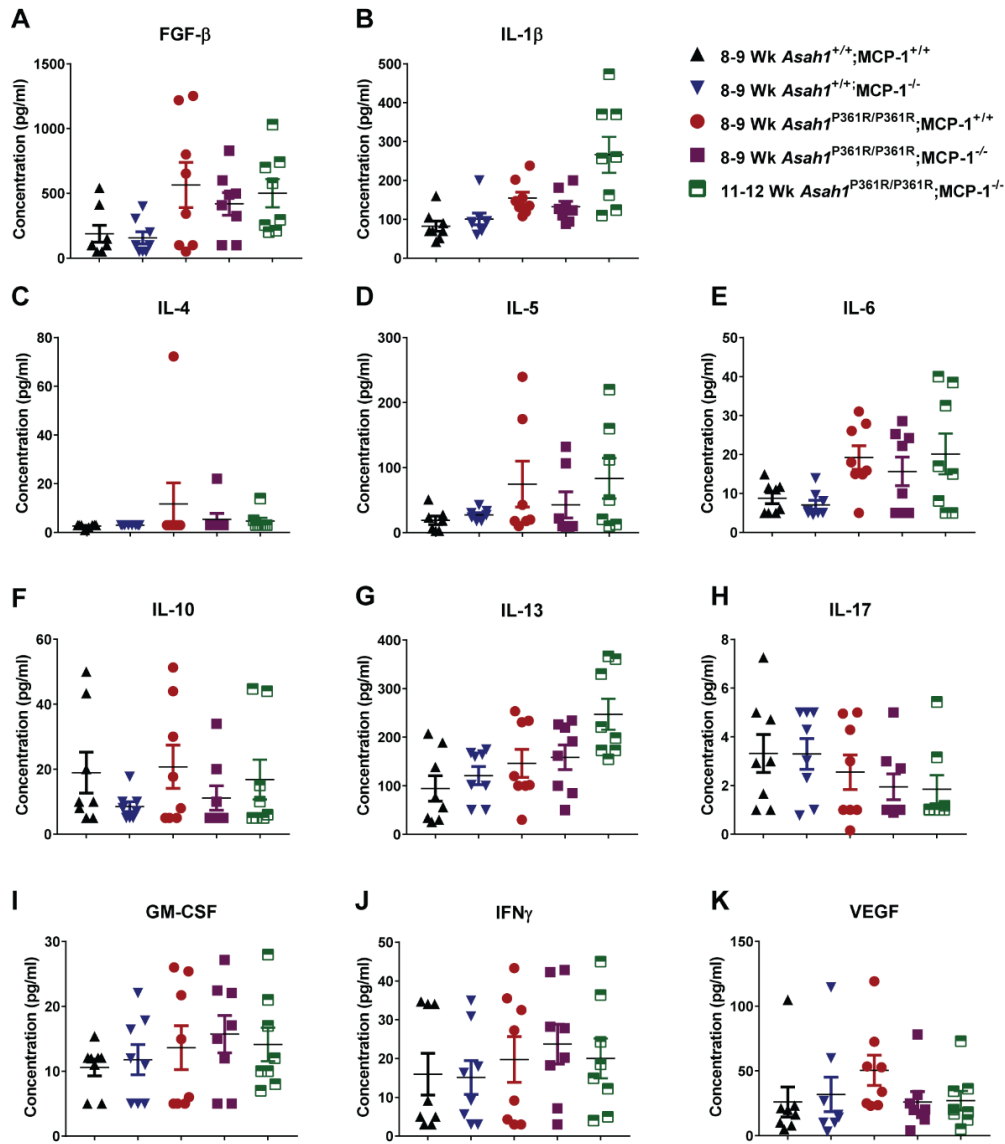 A
FGF-β
Concentration (pg/ml)
1500
1000
500
0
B
IL-1β
Concentration (pg/ml)
500
400
300
200
100
0
8-9 Wk Asah1+/+;MCP-1+/+
8-9 Wk Asah1+/+;MCP-1-/-
8-9 Wk Asah1P361R/P361R;MCP-1+/+
8-9 Wk Asah1P361R/P361R;MCP-1-/-
11-12 Wk Asah1P361R/P361R;MCP-1-/-
C
IL-4
Concentration (pg/ml)
80
60
40
20
0
D
IL-5
Concentration (pg/ml)
300
200
100
0
E
IL-6
Concentration (pg/ml)
50
40
30
20
10
0
F
IL-10
Concentration (pg/ml)
60
40
20
0
G
IL-13
Concentration (pg/ml)
400
300
200
100
0
H
IL-17
Concentration (pg/ml)
8
6
4
2
0
I
GM-CSF
Concentration (pg/ml)
30
20
10
0
J
IFNγ
Concentration (pg/ml)
50
40
30
20
10
0
K
VEGF
Concentration (pg/ml)
150
100
50
0